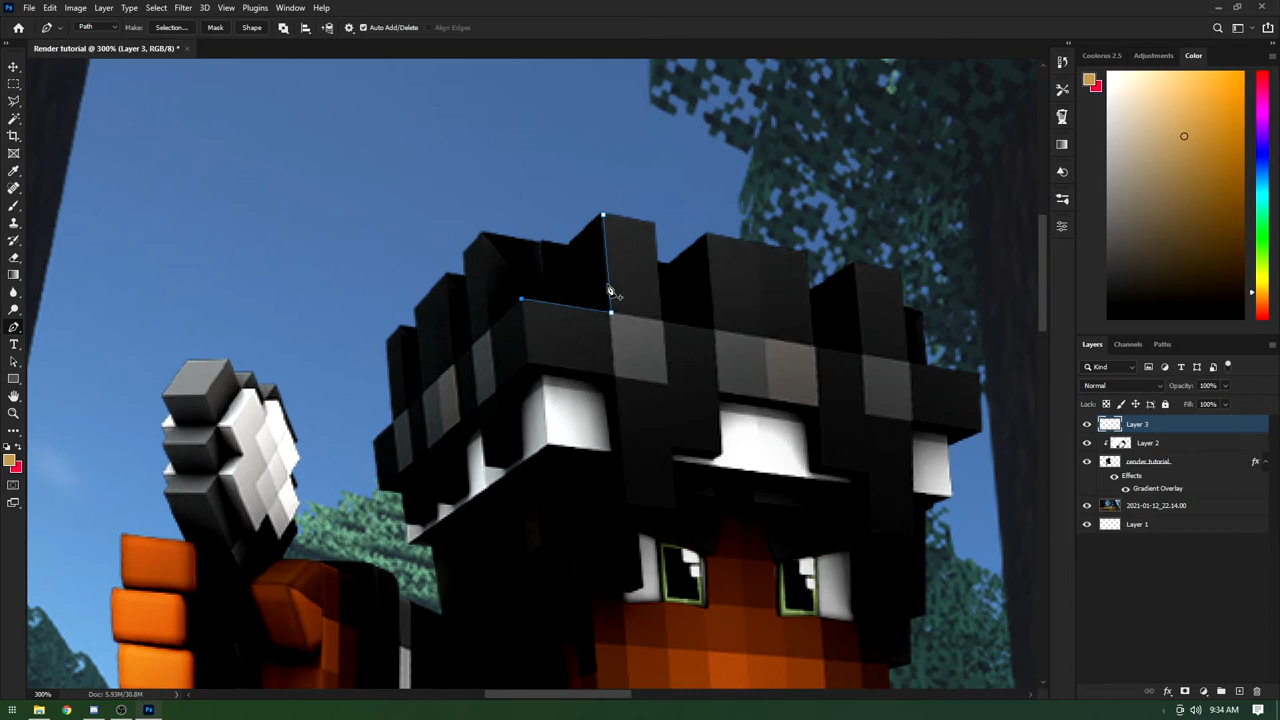 File Edit Image Layer Type Select Filter 3D View Plugins Window Help
Path Make: Selection... Mask Shape Auto Add/Delete Align Edges
Render tutorial @ 300% (Layer 3, RGB/8) *
Coolorus 2.5 Adjustments Color
Layers Channels Paths
Kind
Normal Opacity: 100%
Lock: Fill: 100%
Layer 3
Layer 2
render tutorial fx
Effects
Gradient Overlay
2021-01-12_22.14.00
Layer 1
300% Doc: 5.93M/30.8M
9:34 AM